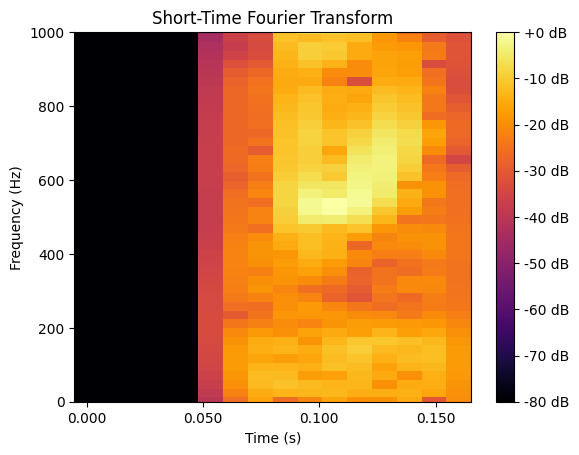 Short-Time Fourier Transform
1000
800
600
400
200
0
Frequency (Hz)
0.000
0.050
0.100
0.150
Time (s)
+0 dB
-10 dB
-20 dB
-30 dB
-40 dB
-50 dB
-60 dB
-70 dB
-80 dB